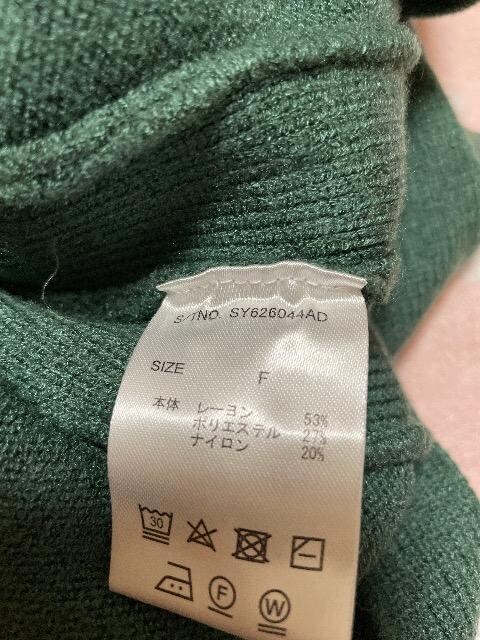 S/TNO. SY626044AD
SIZE F
本体 レーヨン 53%
ポリエステル 27%
ナイロン 20%
30
F W